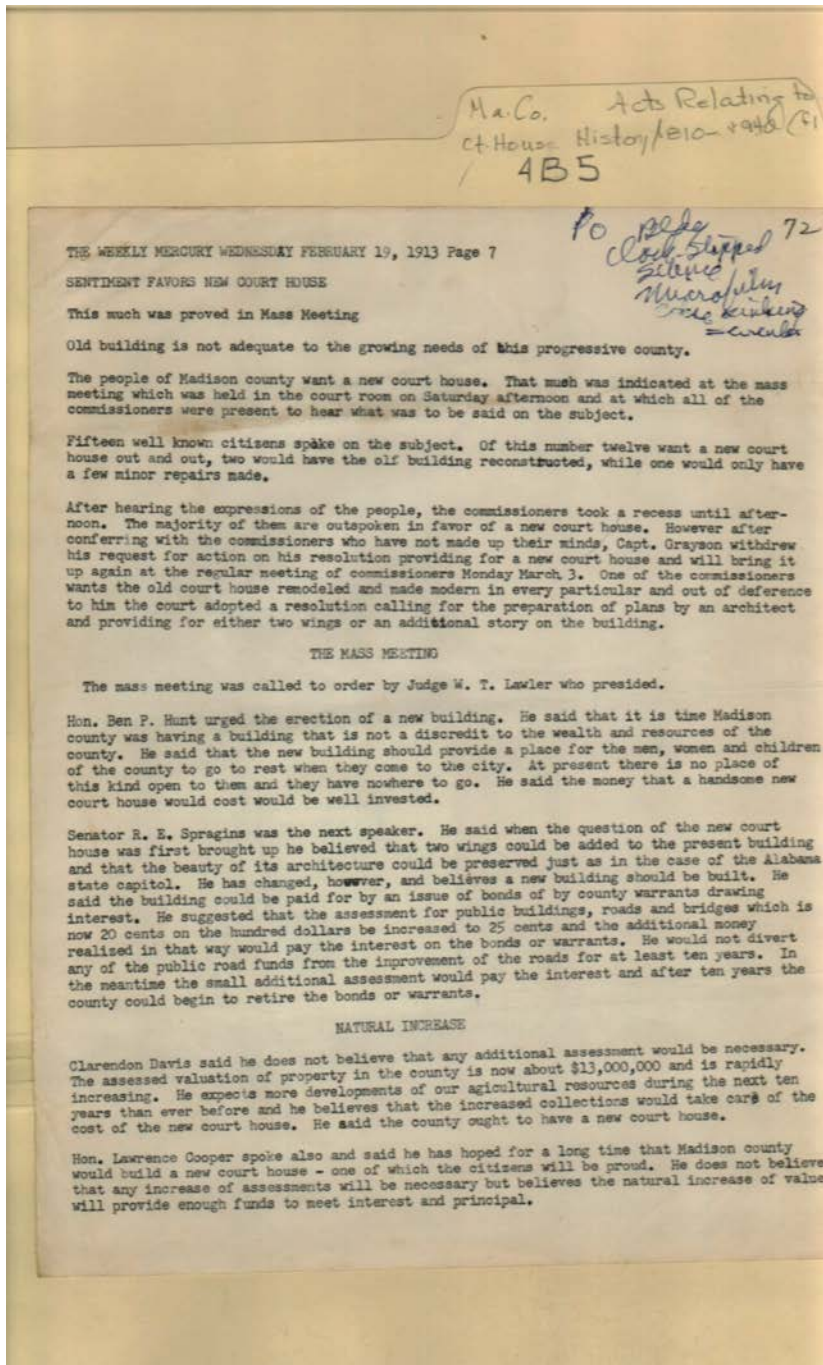 Ma. Co. Acts Relating to
Ct. House History 1810-
4B5
PO Bldg 72
Clock Stopped
Silence
Microfilm
THE WEEKLY MERCURY WEDNESDAY FEBRUARY 19, 1913 Page 7
SENTIMENT FAVORS NEW COURT HOUSE
This much was proved in Mass Meeting
Old building is not adequate to the growing needs of this progressive county.
The people of Madison county want a new court house. That mush was indicated at the mass
meeting which was held in the court room on Saturday afternoon and at which all of the
commissioners were present to hear what was to be said on the subject.
Fifteen well known citizens spoke on the subject. Of this number twelve want a new court
house out and out, two would have the olf building reconstructed, while one would only have
a few minor repairs made.
After hearing the expressions of the people, the commissioners took a recess until after-
noon. The majority of them are outspoken in favor of a new court house. However after
conferring with the commissioners who have not made up their minds, Capt. Grayson withdrew
his request for action on his resolution providing for a new court house and will bring it
up again at the regular meeting of commissioners Monday March 3. One of the commissioners
wants the old court house remodeled and made modern in every particular and out of deference
to him the court adopted a resolution calling for the preparation of plans by an architect
and providing for either two wings or an additional story on the building.
THE MASS MEETING
The mass meeting was called to order by Judge W. T. Lawler who presided.
Hon. Ben P. Hunt urged the erection of a new building. He said that it is time Madison
county was having a building that is not a discredit to the wealth and resources of the
county. He said that the new building should provide a place for the men, women and children
of the county to go to rest when they come to the city. At present there is no place of
this kind open to them and they have nowhere to go. He said the money that a handsome new
court house would cost would be well invested.
Senator R. E. Spragins was the next speaker. He said when the question of the new court
house was first brought up he believed that two wings could be added to the present building
and that the beauty of its architecture could be preserved just as in the case of the Alabama
state capitol. He has changed, however, and believes a new building should be built. He
said the building could be paid for by an issue of bonds of by county warrants drawing
interest. He suggested that the assessment for public buildings, roads and bridges which is
now 20 cents on the hundred dollars be increased to 25 cents and the additional money
realized in that way would pay the interest on the bonds or warrants. He would not divert
any of the public road funds from the inprovement of the roads for at least ten years. In
the meantime the small additional assessment would pay the interest and after ten years the
county could begin to retire the bonds or warrants.
NATURAL INCREASE
Clarendon Davis said he does not believe that any additional assessment would be necessary.
The assessed valuation of property in the county is now about $13,000,000 and is rapidly
increasing. He expects more developments of our agicultural resources during the next ten
years than ever before and he believes that the increased collections would take care of the
cost of the new court house. He said the county ought to have a new court house.
Hon. Lawrence Cooper spoke also and said he has hoped for a long time that Madison county
would build a new court house - one of which the citizens will be proud. He does not believe
that any increase of assessments will be necessary but believes the natural increase of value
will provide enough funds to meet interest and principal.